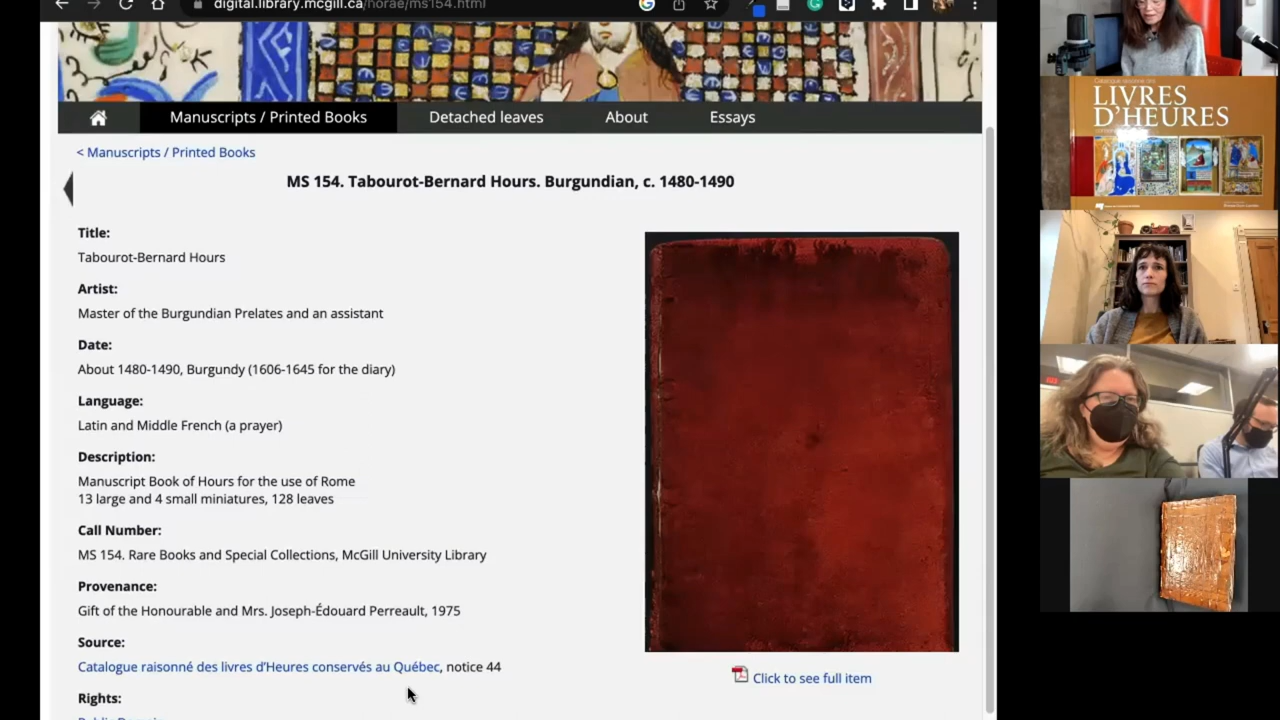 digital.library.mcgill.ca/horae/ms154.html
Manuscripts / Printed Books
Detached leaves
About
Essays
< Manuscripts / Printed Books
MS 154. Tabourot-Bernard Hours. Burgundian, c. 1480-1490
Title:
Tabourot-Bernard Hours
Artist:
Master of the Burgundian Prelates and an assistant
Date:
About 1480-1490, Burgundy (1606-1645 for the diary)
Language:
Latin and Middle French (a prayer)
Description:
Manuscript Book of Hours for the use of Rome
13 large and 4 small miniatures, 128 leaves
Call Number:
MS 154. Rare Books and Special Collections, McGill University Library
Provenance:
Gift of the Honourable and Mrs. Joseph-Édouard Perreault, 1975
Source:
Catalogue raisonné des livres d'Heures conservés au Québec, notice 44
Rights:
Click to see full item
LIVRES
D'HEURES